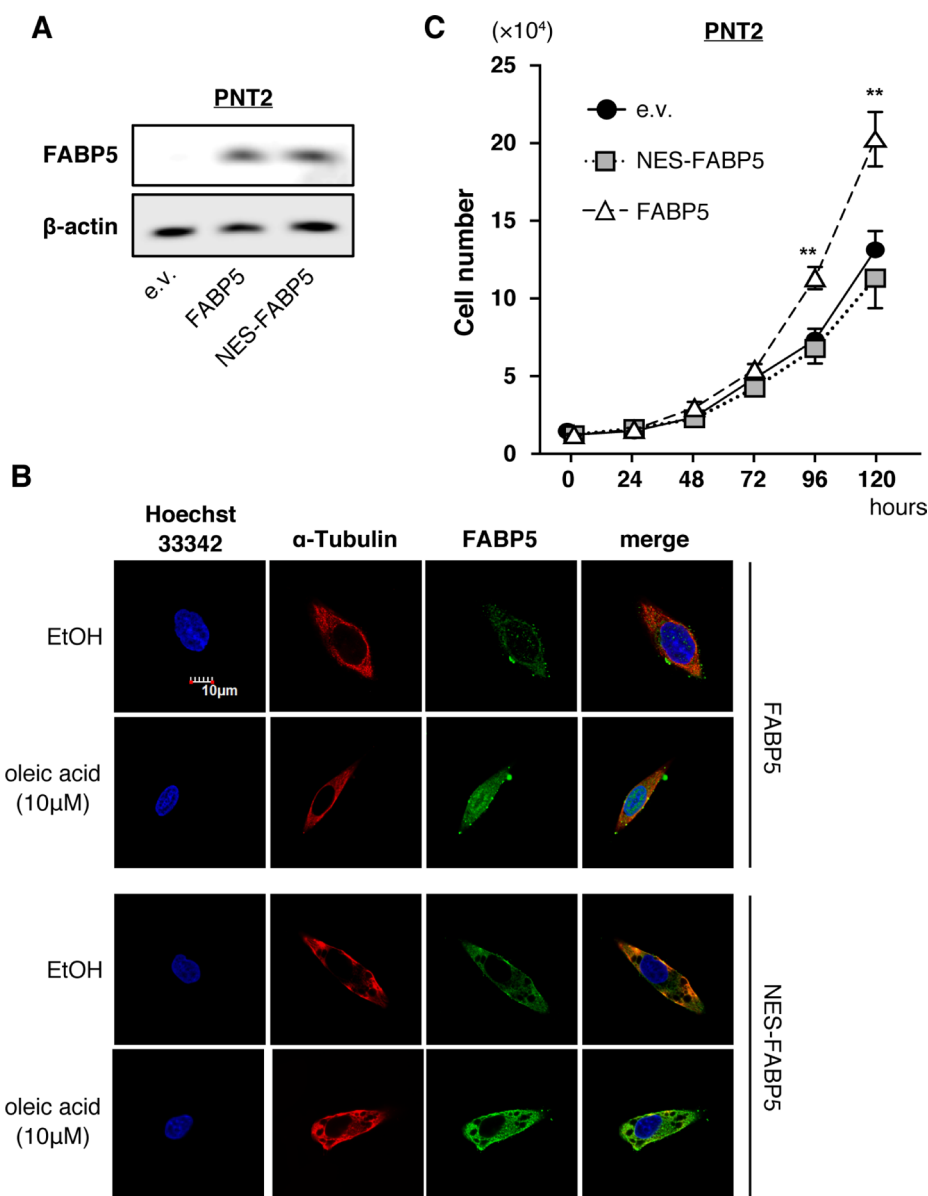 A
PNT2
FABP5
β-actin
e.v.
FABP5
NES-FABP5
C
(×10⁴)
PNT2
25
20
15
10
5
0
Cell number
e.v.
NES-FABP5
FABP5
**
**
0 24 48 72 96 120
hours
B
Hoechst
33342
α-Tubulin
FABP5
merge
EtOH
10μm
oleic acid
(10μM)
FABP5
EtOH
oleic acid
(10μM)
NES-FABP5